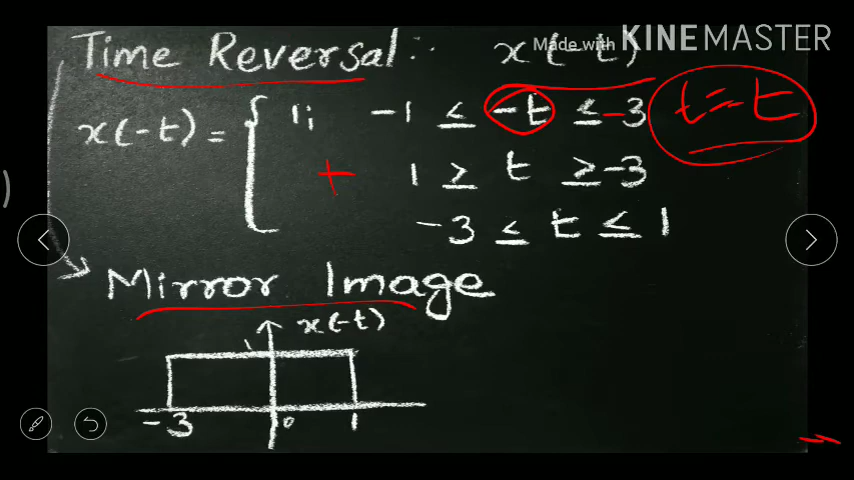 Time Reversal :- x(-t)
Made with KINEMASTER
x(-t) = { 1; -1 ≤ -t ≤ -3 t=-t
+ 1 ≥ t ≥ -3
-3 ≤ t ≤ 1
Mirror Image
x(-t)
1
-3 0 1